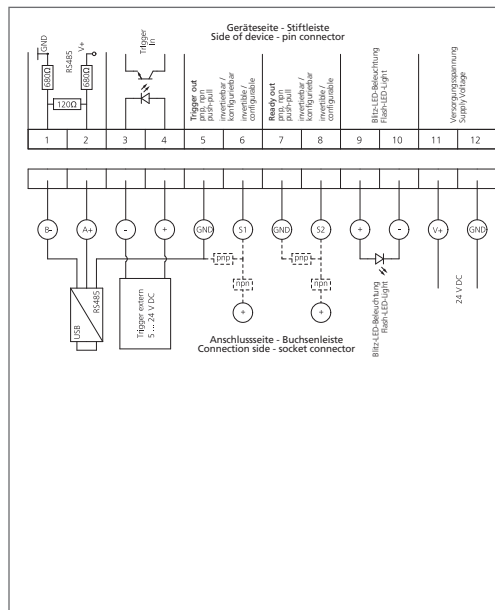 Geräteseite - Stiftleiste
Side of device - pin connector
GND
RS485
V+
680Ω
680Ω
120Ω
Trigger
In
Trigger out
pnp, npn
push-pull
invertierbar /
konfigurierbar
invertible /
configurable
Ready out
pnp, npn
push-pull
invertierbar /
konfigurierbar
invertible /
configurable
Blitz-LED-Beleuchtung
Flash-LED-Light
Versorgungsspannung
Supply Voltage
1 2 3 4 5 6 7 8 9 10 11 12
B- A+ - + GND S1 GND S2 + - V+ GND
pnp
pnp
npn
npn
+
+
USB
RS485
Trigger extern
5 ... 24 V DC
Blitz-LED-Beleuchtung
Flash-LED-Light
24 V DC
Anschlussseite - Buchsenleiste
Connection side - socket connector